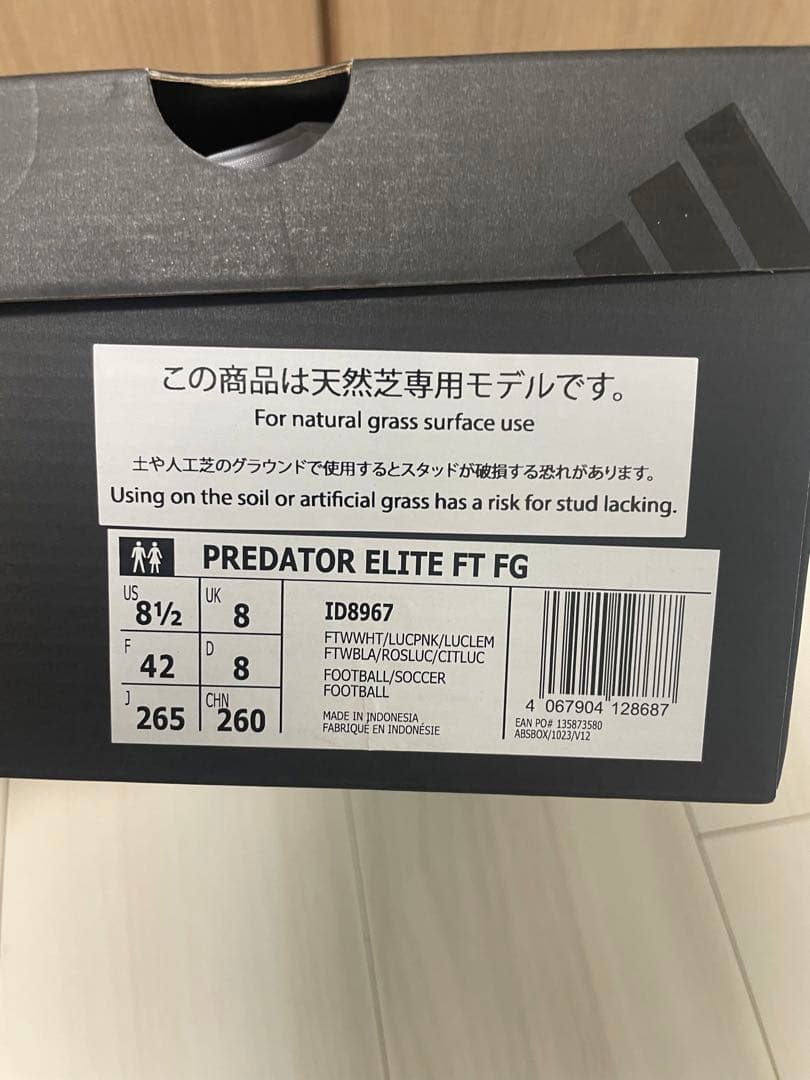 この商品は天然芝専用モデルです。
For natural grass surface use
土や人工芝のグラウンドで使用するとスタッドが破損する恐れがあります。
Using on the soil or artificial grass has a risk for stud lacking.
PREDATOR ELITE FT FG
US 8½ UK 8
F 42 D 8
J 265 CHN 260
ID8967
FTWWHT/LUCPNK/LUCLEM
FTWBLA/ROSLUC/CITLUC
FOOTBALL/SOCCER
FOOTBALL
MADE IN INDONESIA
FABRIQUÉ EN INDONÉSIE
4 067904 128687
EAN PO# 135873580
ABSBOX/1023/V12